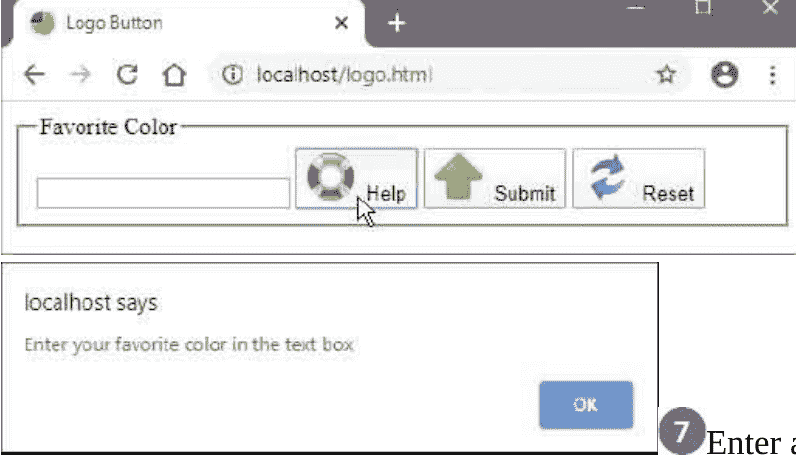 Logo Button
localhost/logo.html
Favorite Color
Help Submit Reset
localhost says
Enter your favorite color in the text box
OK
7 Enter a